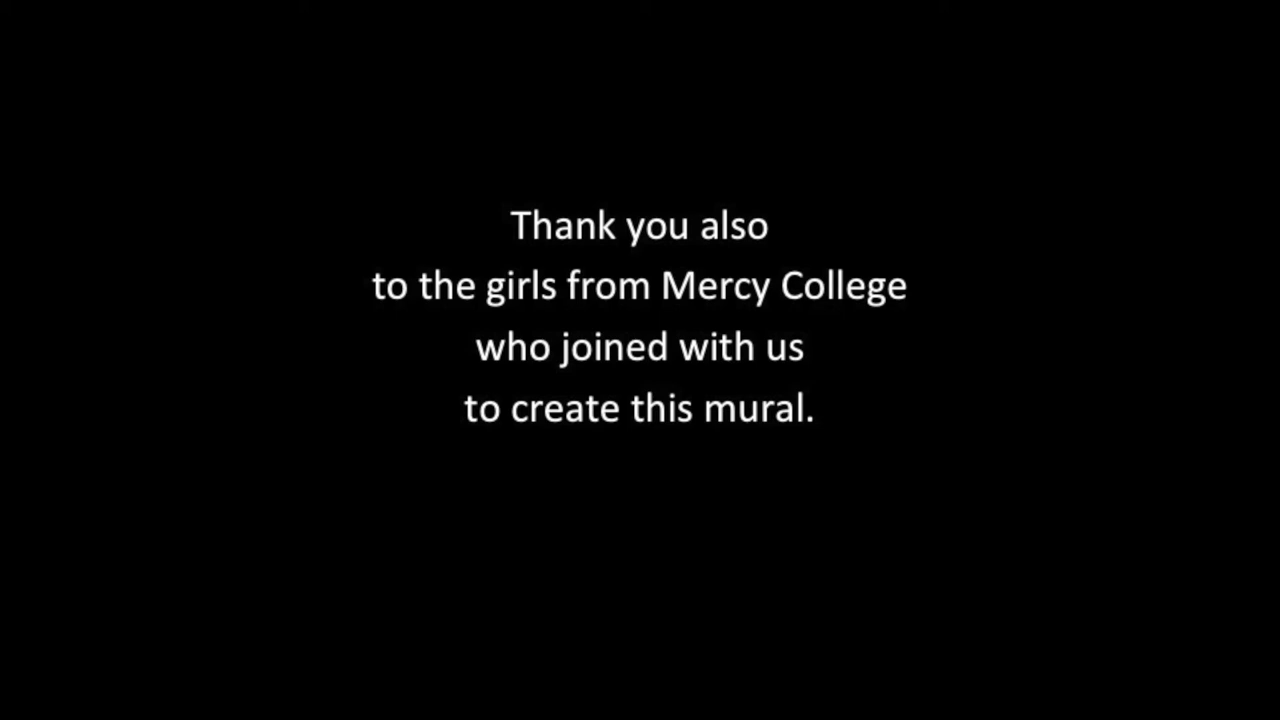 Thank you also
to the girls from Mercy College
who joined with us
to create this mural.